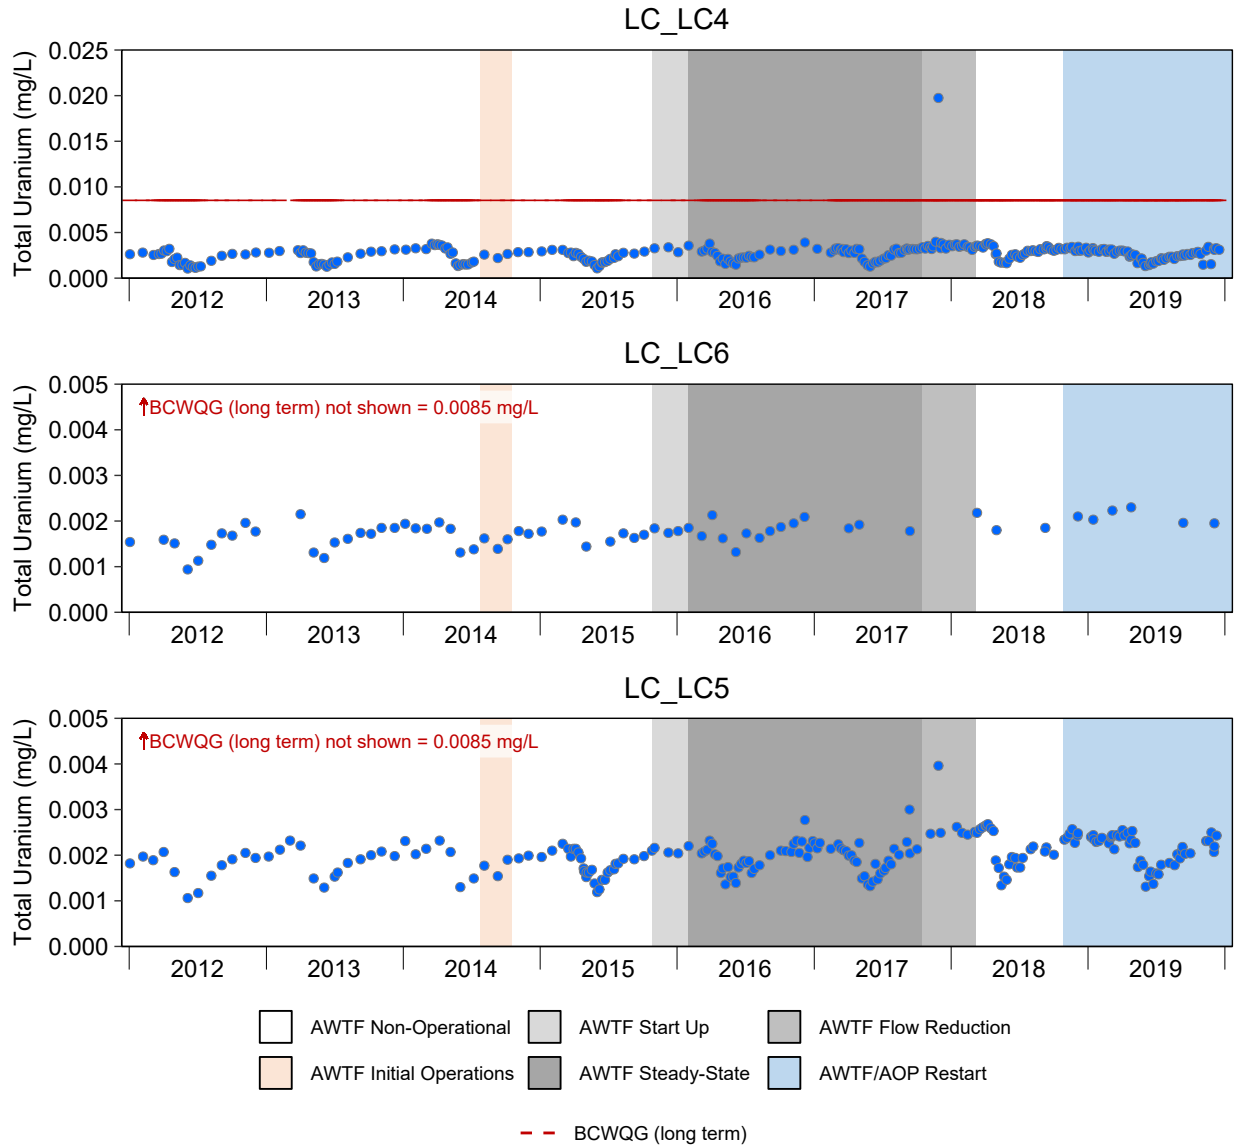 LC_LC4
Total Uranium (mg/L)
0.025
0.020
0.015
0.010
0.005
0.000
2012 2013 2014 2015 2016 2017 2018 2019
LC_LC6
Total Uranium (mg/L)
0.005
BCWQG (long term) not shown = 0.0085 mg/L
0.004
0.003
0.002
0.001
0.000
2012 2013 2014 2015 2016 2017 2018 2019
LC_LC5
Total Uranium (mg/L)
0.005
BCWQG (long term) not shown = 0.0085 mg/L
0.004
0.003
0.002
0.001
0.000
2012 2013 2014 2015 2016 2017 2018 2019
AWTF Non-Operational AWTF Start Up AWTF Flow Reduction
AWTF Initial Operations AWTF Steady-State AWTF/AOP Restart
BCWQG (long term)